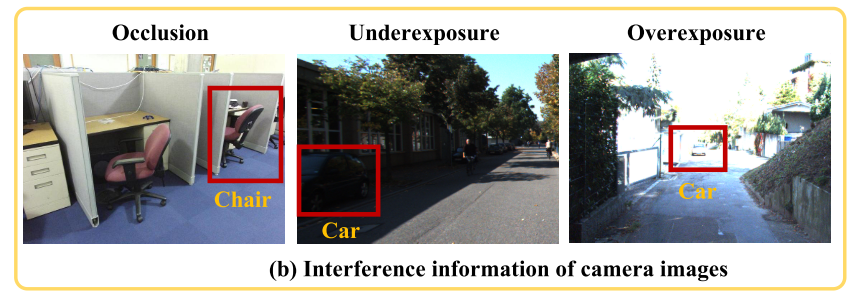 Occlusion
Underexposure
Overexposure
Chair
Car
Car
(b) Interference information of camera images